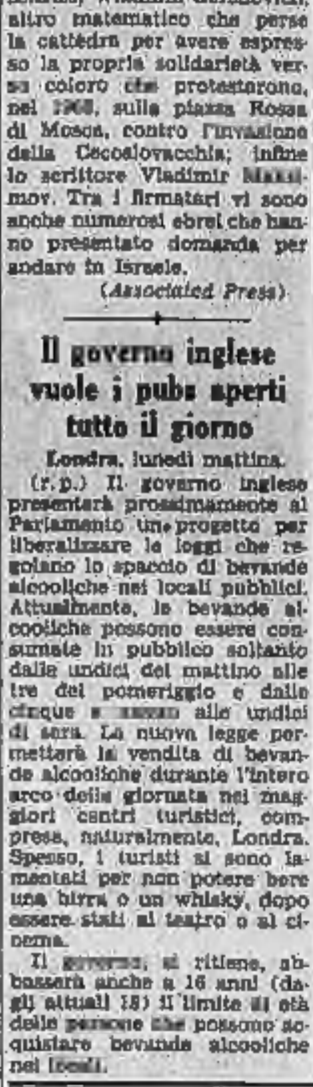 altro matematico che perse
la cattedra per avere espres-
so la propria solidarietà ver-
so coloro che protestarono,
nel 1968, sulla piazza Rossa
di Mosca, contro l'invasione
della Cecoslovacchia; infine
lo scrittore Vladimir
mov. Tra i firmatari vi sono
anche numerosi ebrei che han-
no presentato domanda per
andare in Israele.
(Associated Press)
Il governo inglese
vuole i pubs aperti
tutto il giorno
Londra, lunedì mattina.
(r.p.) Il governo inglese
presenterà prossimamente al
Parlamento un progetto per
liberalizzare le leggi che re-
golano lo spaccio di bevande
alcooliche nei locali pubblici.
Attualmente, le bevande al-
cooliche possono essere con-
sumate in pubblico soltanto
dalle undici del mattino alle
tre del pomeriggio e dalle
cinque e alle undici
di sera. La nuova legge per-
metterà la vendita di bevan-
de alcooliche durante l'intero
arco della giornata nei mag-
giori centri turistici, com-
presa, naturalmente, Londra.
Spesso, i turisti si sono la-
mentati per non potere bere
una birra o un whisky, dopo
essere stati al teatro o al ci-
nema.
Il governo, si ritiene, ab-
basserà anche a 16 anni (da-
gli attuali 18) il limite di età
delle persone che possono ac-
quistare bevande alcooliche
nei locali.